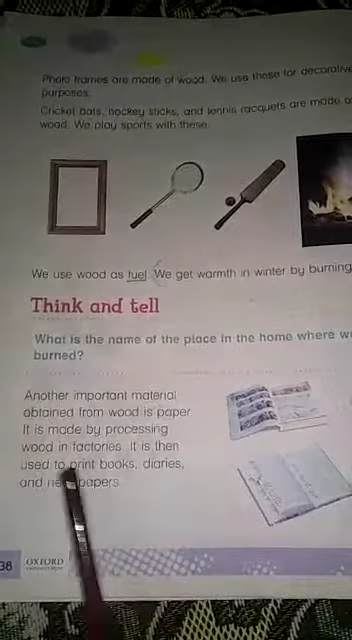 Photo frames are made of wood. We use these for decorative
purposes.
Cricket bats, hockey sticks, and tennis racquets are made o
wood. We play sports with these.
We use wood as fuel. We get warmth in winter by burning
Think and tell
What is the name of the place in the home where w
burned?
Another important material
obtained from wood is paper
It is made by processing
wood in factories. It is then
used to print books, diaries,
and papers.
38 OXFORD